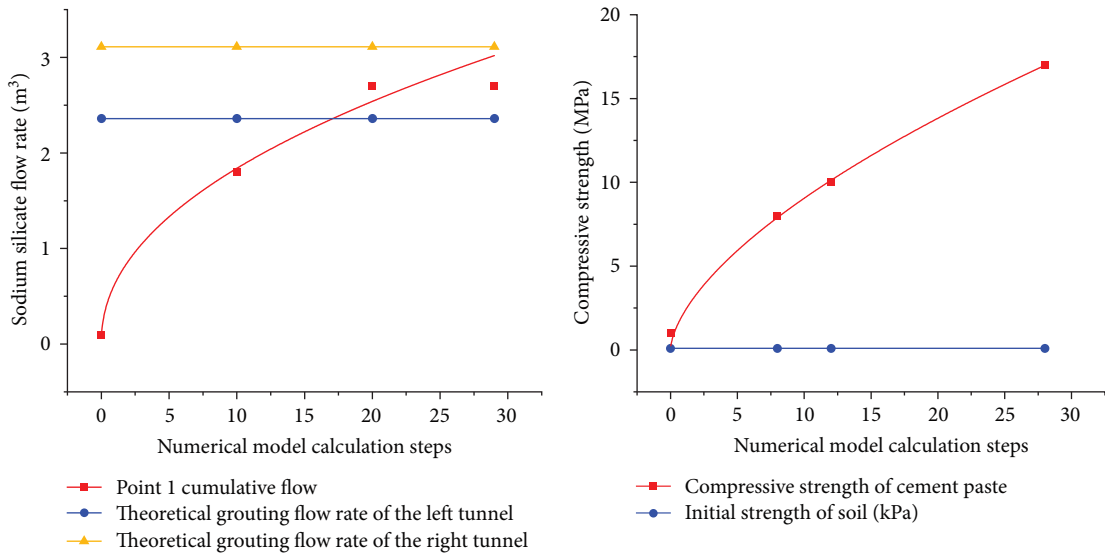 Sodium silicate flow rate (m³)
3
2
1
0
0 5 10 15 20 25 30
Numerical model calculation steps
Point 1 cumulative flow
Theoretical grouting flow rate of the left tunnel
Theoretical grouting flow rate of the right tunnel
Compressive strength (MPa)
20
15
10
5
0
0 5 10 15 20 25 30
Numerical model calculation steps
Compressive strength of cement paste
Initial strength of soil (kPa)